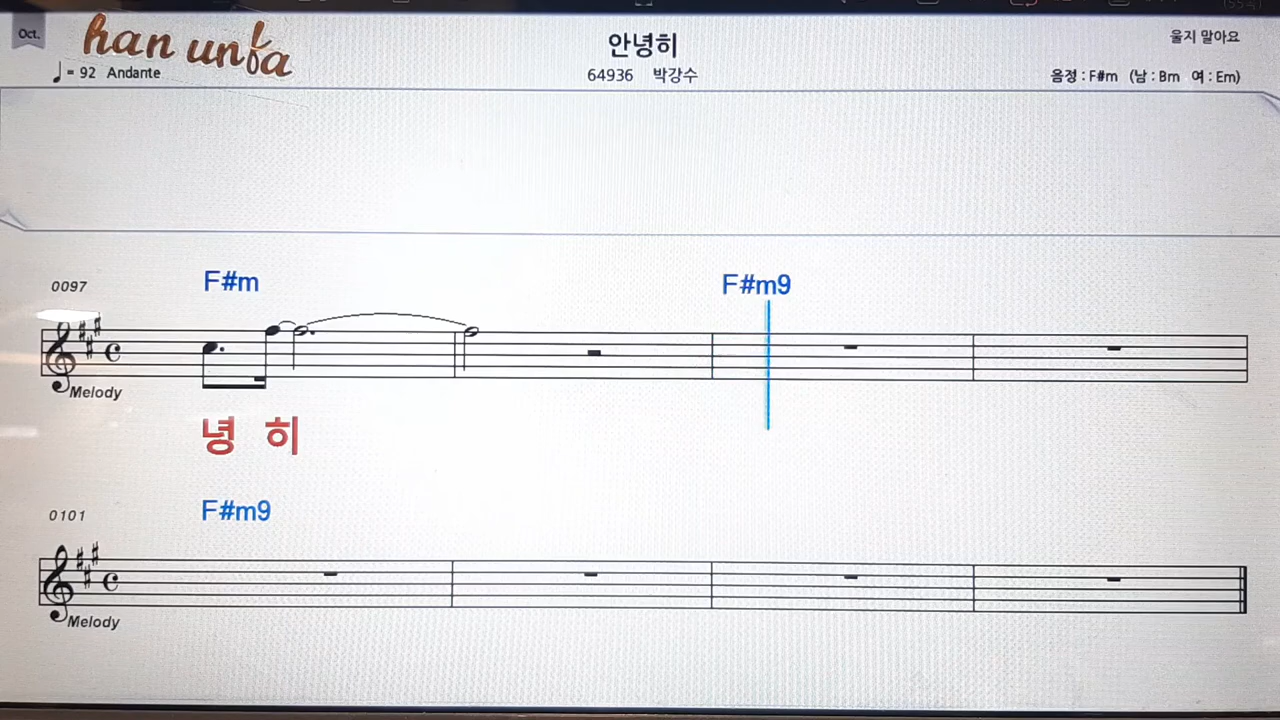 Oct.
han unfa
♩ = 92 Andante
안녕히
64936 박강수
울지 말아요
음정 : F#m (남 : Bm 여 : Em)
0097
F#m
F#m9
Melody
녕 히
0101
F#m9
Melody